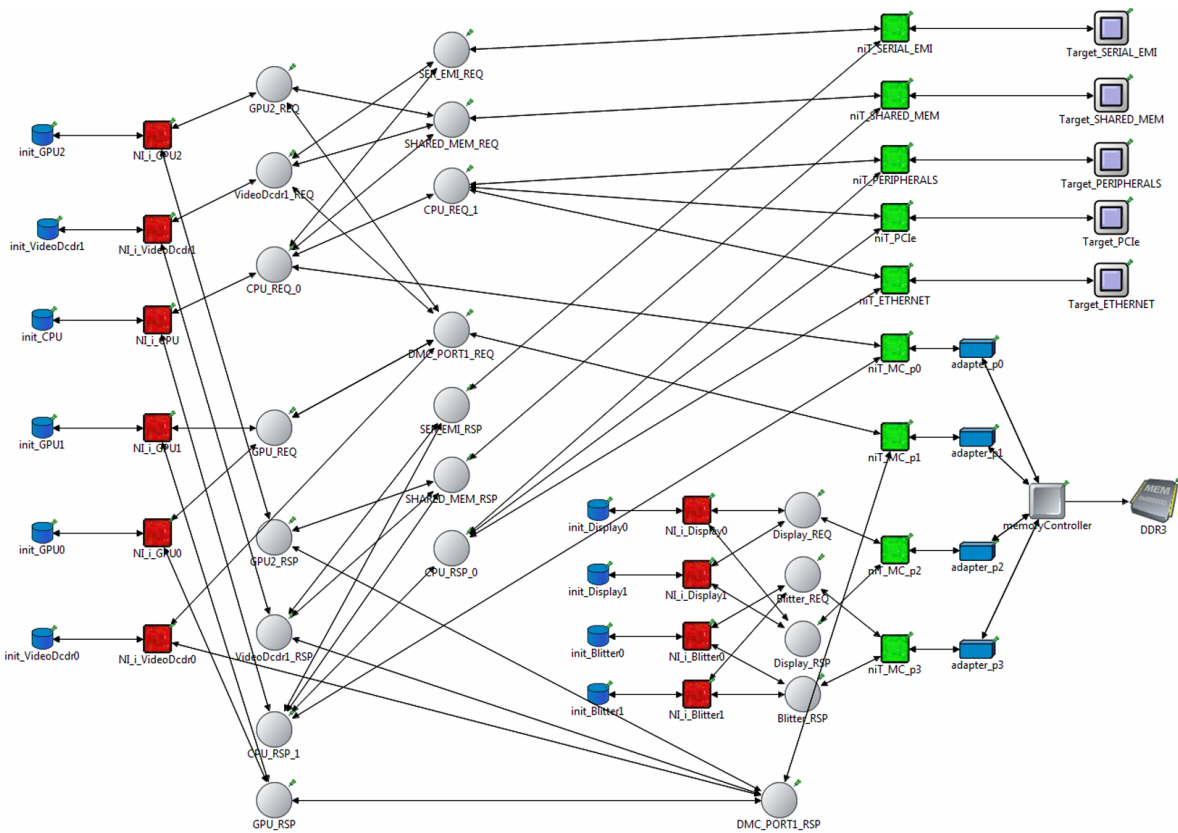 SER_EMI_REQ
niT_SERIAL_EMI
Target_SERIAL_EMI
GPU2_REQ
SHARED_MEM_REQ
niT_SHARED_MEM
Target_SHARED_MEM
init_GPU2
NI_i_GPU2
VideoDcdr1_REQ
CPU_REQ_1
niT_PERIPHERALS
Target_PERIPHERALS
init_VideoDcdr1
NI_i_VideoDcdr1
niT_PCIe
Target_PCIe
CPU_REQ_0
niT_ETHERNET
Target_ETHERNET
init_CPU
NI_i_CPU
DMC_PORT1_REQ
niT_MC_p0
adapter_p0
init_GPU1
NI_i_GPU1
GPU_REQ
SER_EMI_RSP
niT_MC_p1
adapter_p1
SHARED_MEM_RSP
MEM
memoryController
DDR3
init_GPU0
NI_i_GPU0
GPU2_RSP
CPU_RSP_0
init_Display0
NI_i_Display0
Display_REQ
niT_MC_p2
adapter_p2
init_Display1
NI_i_Display1
Blitter_REQ
init_VideoDcdr0
NI_i_VideoDcdr0
VideoDcdr1_RSP
init_Blitter0
NI_i_Blitter0
Display_RSP
niT_MC_p3
adapter_p3
init_Blitter1
NI_i_Blitter1
Blitter_RSP
CPU_RSP_1
GPU_RSP
DMC_PORT1_RSP